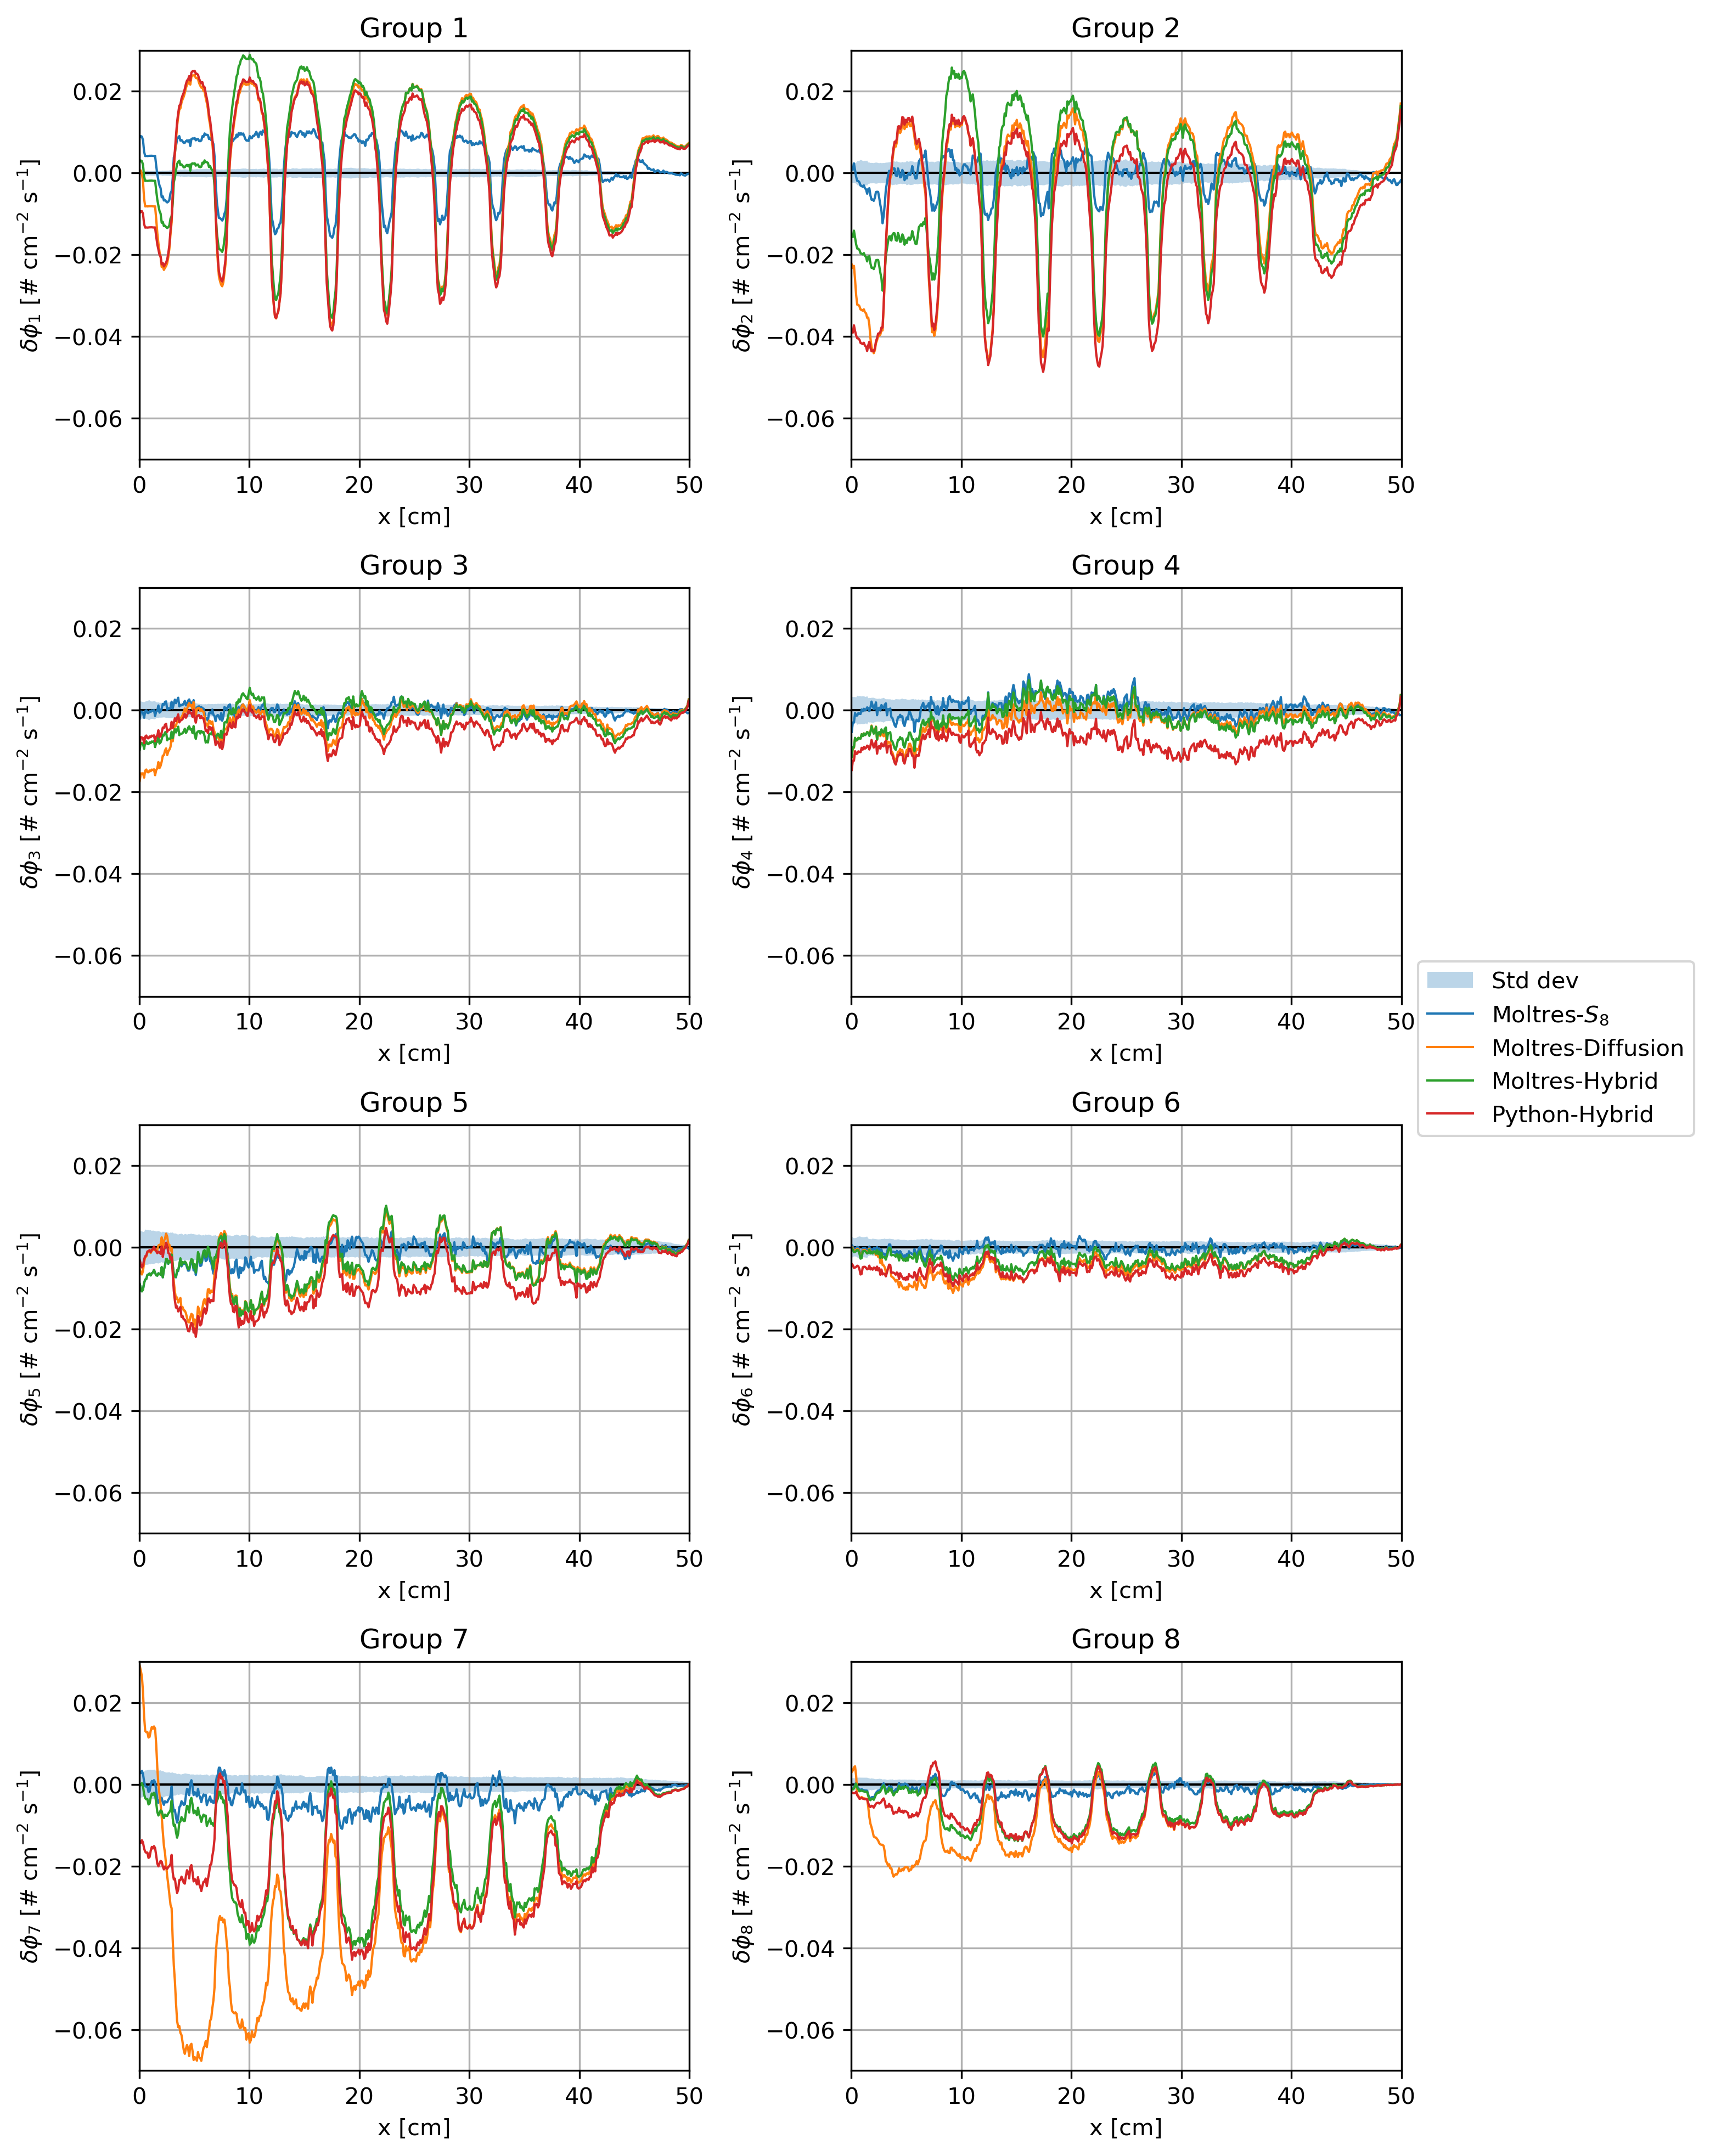 Group 1
Group 2
0.02
0.00
−0.02
−0.04
−0.06
δϕ1 [# cm−2 s−1]
0 10 20 30 40 50
x [cm]
0.02
0.00
−0.02
−0.04
−0.06
δϕ2 [# cm−2 s−1]
0 10 20 30 40 50
x [cm]
Group 3
Group 4
0.02
0.00
−0.02
−0.04
−0.06
δϕ3 [# cm−2 s−1]
0 10 20 30 40 50
x [cm]
0.02
0.00
−0.02
−0.04
−0.06
δϕ4 [# cm−2 s−1]
0 10 20 30 40 50
x [cm]
Std dev
Moltres-S8
Moltres-Diffusion
Moltres-Hybrid
Python-Hybrid
Group 5
Group 6
0.02
0.00
−0.02
−0.04
−0.06
δϕ5 [# cm−2 s−1]
0 10 20 30 40 50
x [cm]
0.02
0.00
−0.02
−0.04
−0.06
δϕ6 [# cm−2 s−1]
0 10 20 30 40 50
x [cm]
Group 7
Group 8
0.02
0.00
−0.02
−0.04
−0.06
δϕ7 [# cm−2 s−1]
0 10 20 30 40 50
x [cm]
0.02
0.00
−0.02
−0.04
−0.06
δϕ8 [# cm−2 s−1]
0 10 20 30 40 50
x [cm]